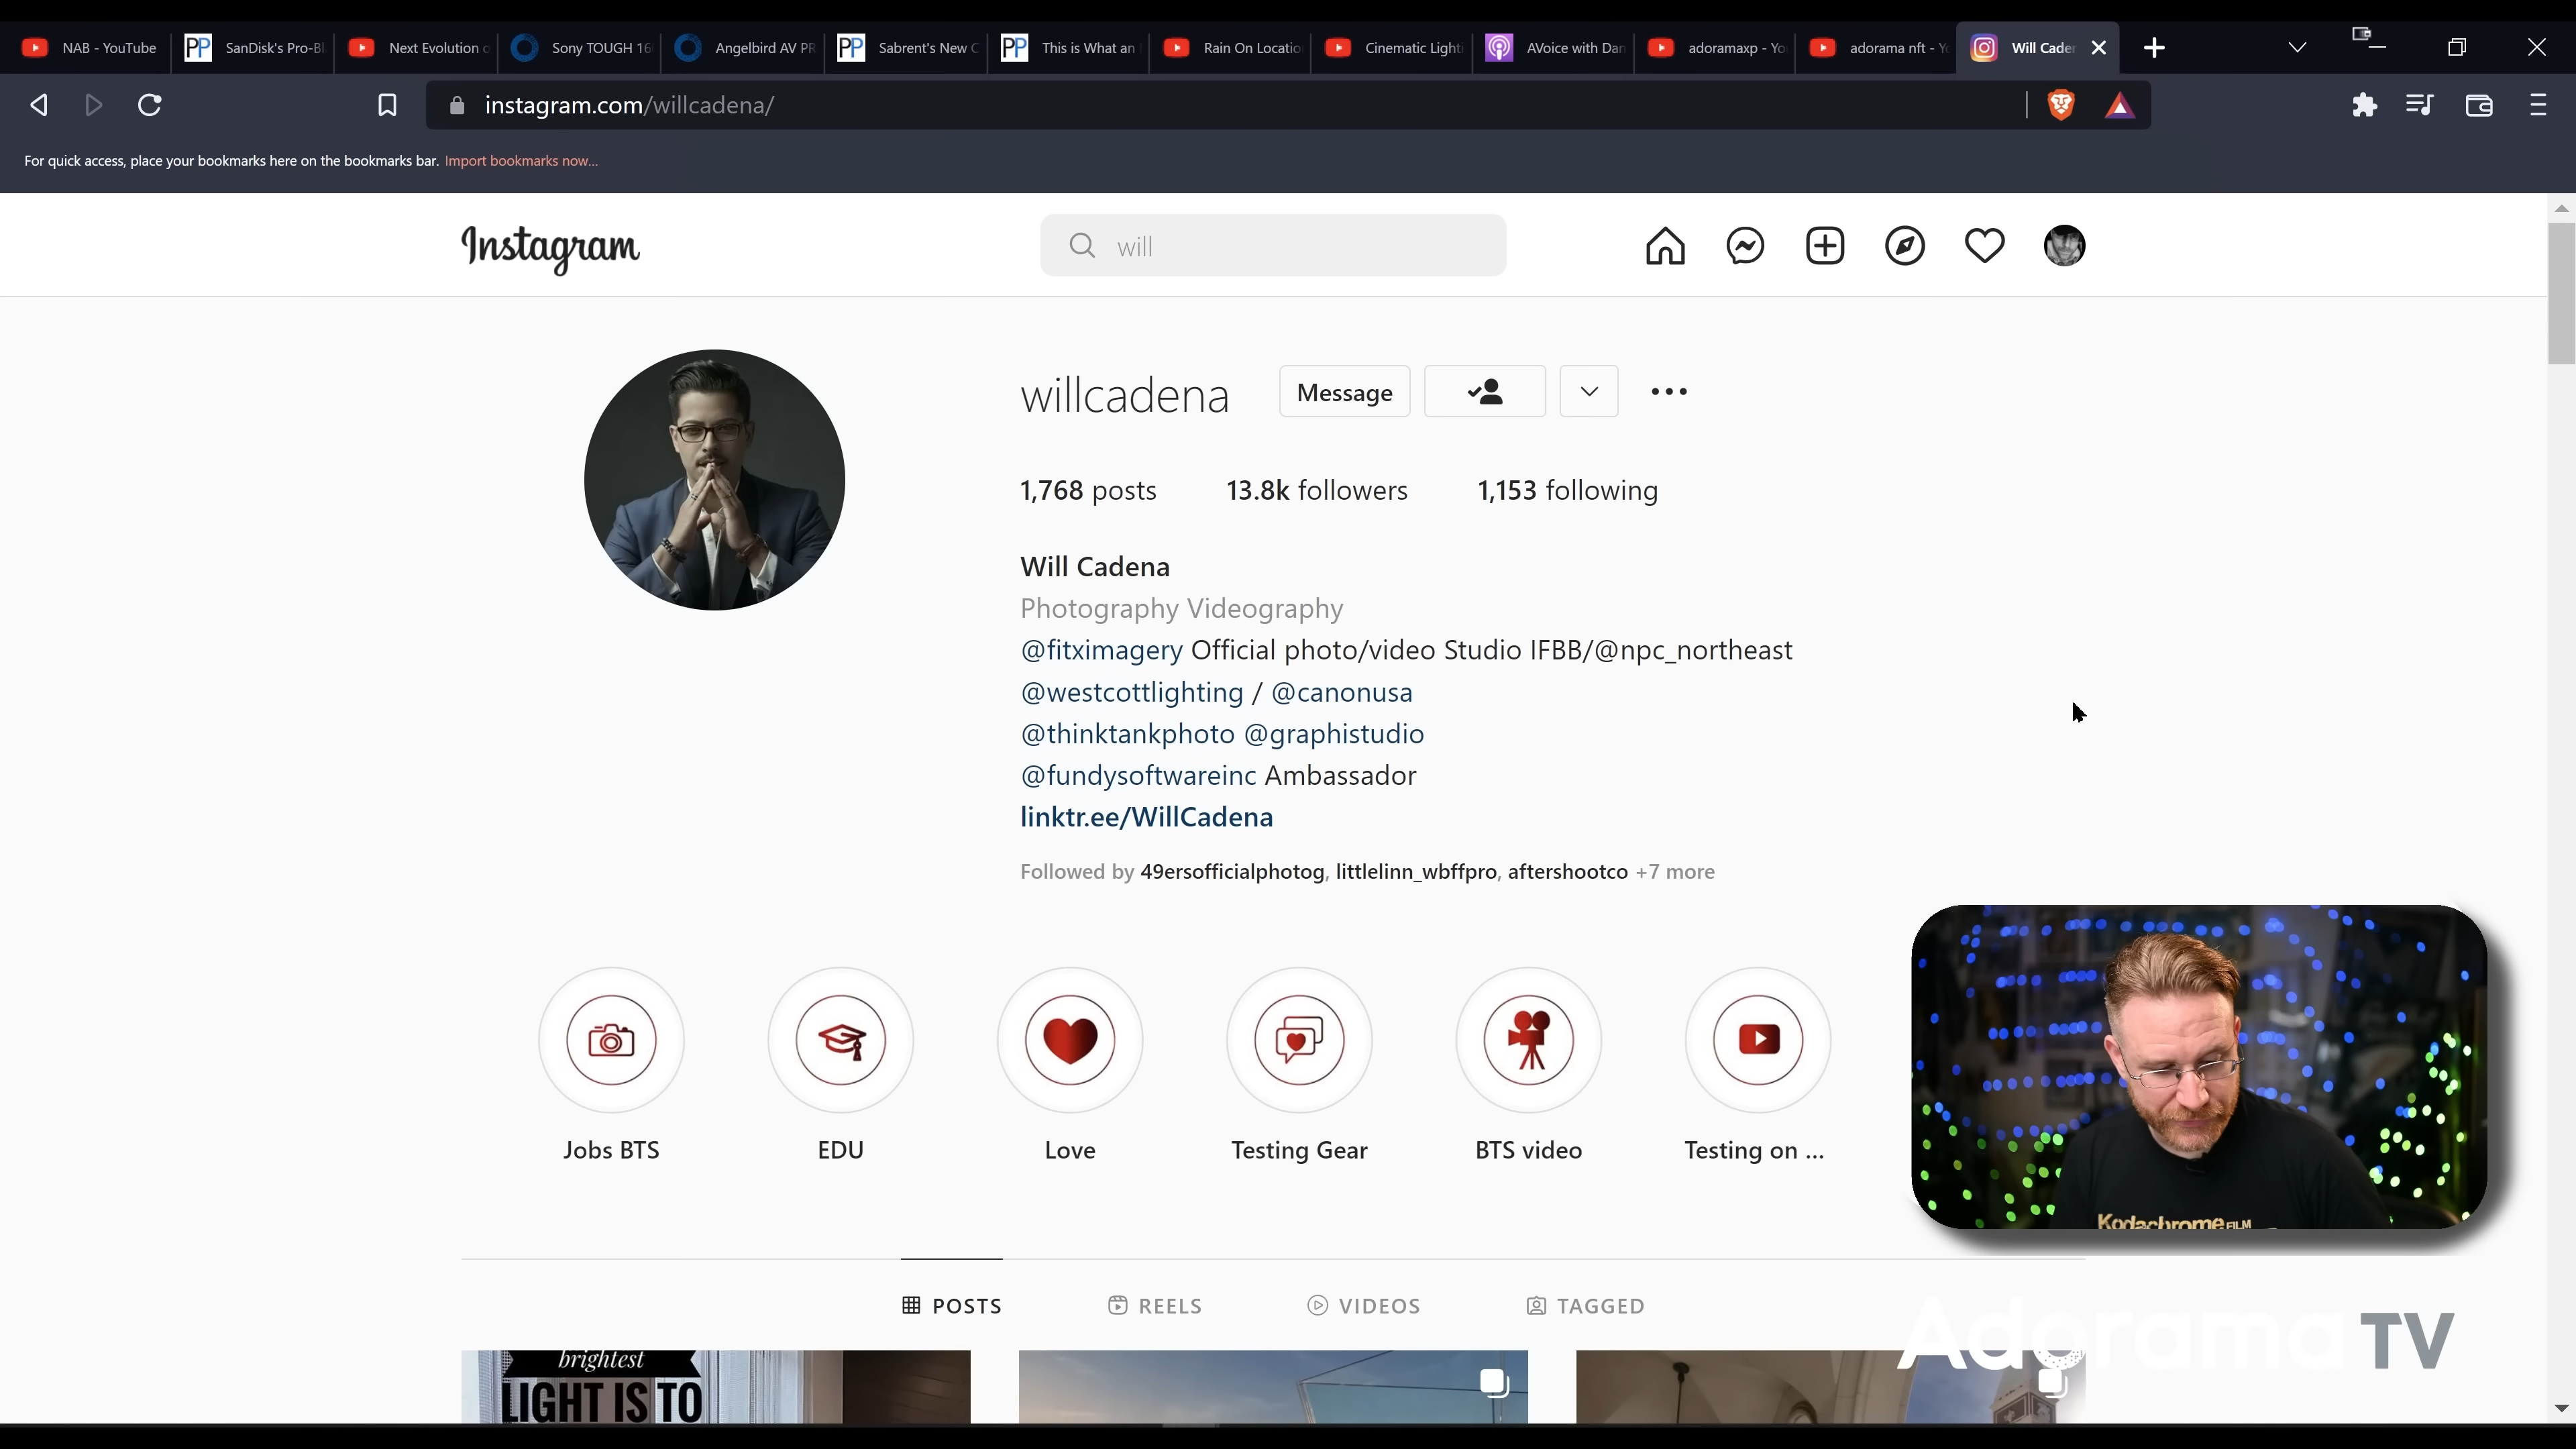 NAB - YouTube
SanDisk's Pro-Bl
Next Evolution o
Sony TOUGH 16
Angelbird AV PR
Sabrent's New C
This is What an
Rain On Locatio
Cinematic Lighti
AVoice with Dan
adoramaxp - Yo
adorama nft - Yo
Will Cader
instagram.com/willcadena/
For quick access, place your bookmarks here on the bookmarks bar. Import bookmarks now...
Instagram
will
willcadena
Message
1,768 posts 13.8k followers 1,153 following
Will Cadena
Photography Videography
@fitximagery Official photo/video Studio IFBB/@npc_northeast
@westcottlighting / @canonusa
@thinktankphoto @graphistudio
@fundysoftwareinc Ambassador
linktr.ee/WillCadena
Followed by 49ersofficialphotog, littlelinn_wbffpro, aftershootco +7 more
Jobs BTS
EDU
Love
Testing Gear
BTS video
Testing on ...
Kodachrome FILM
POSTS
REELS
VIDEOS
TAGGED
Adorama TV
brightest
LIGHT IS TO